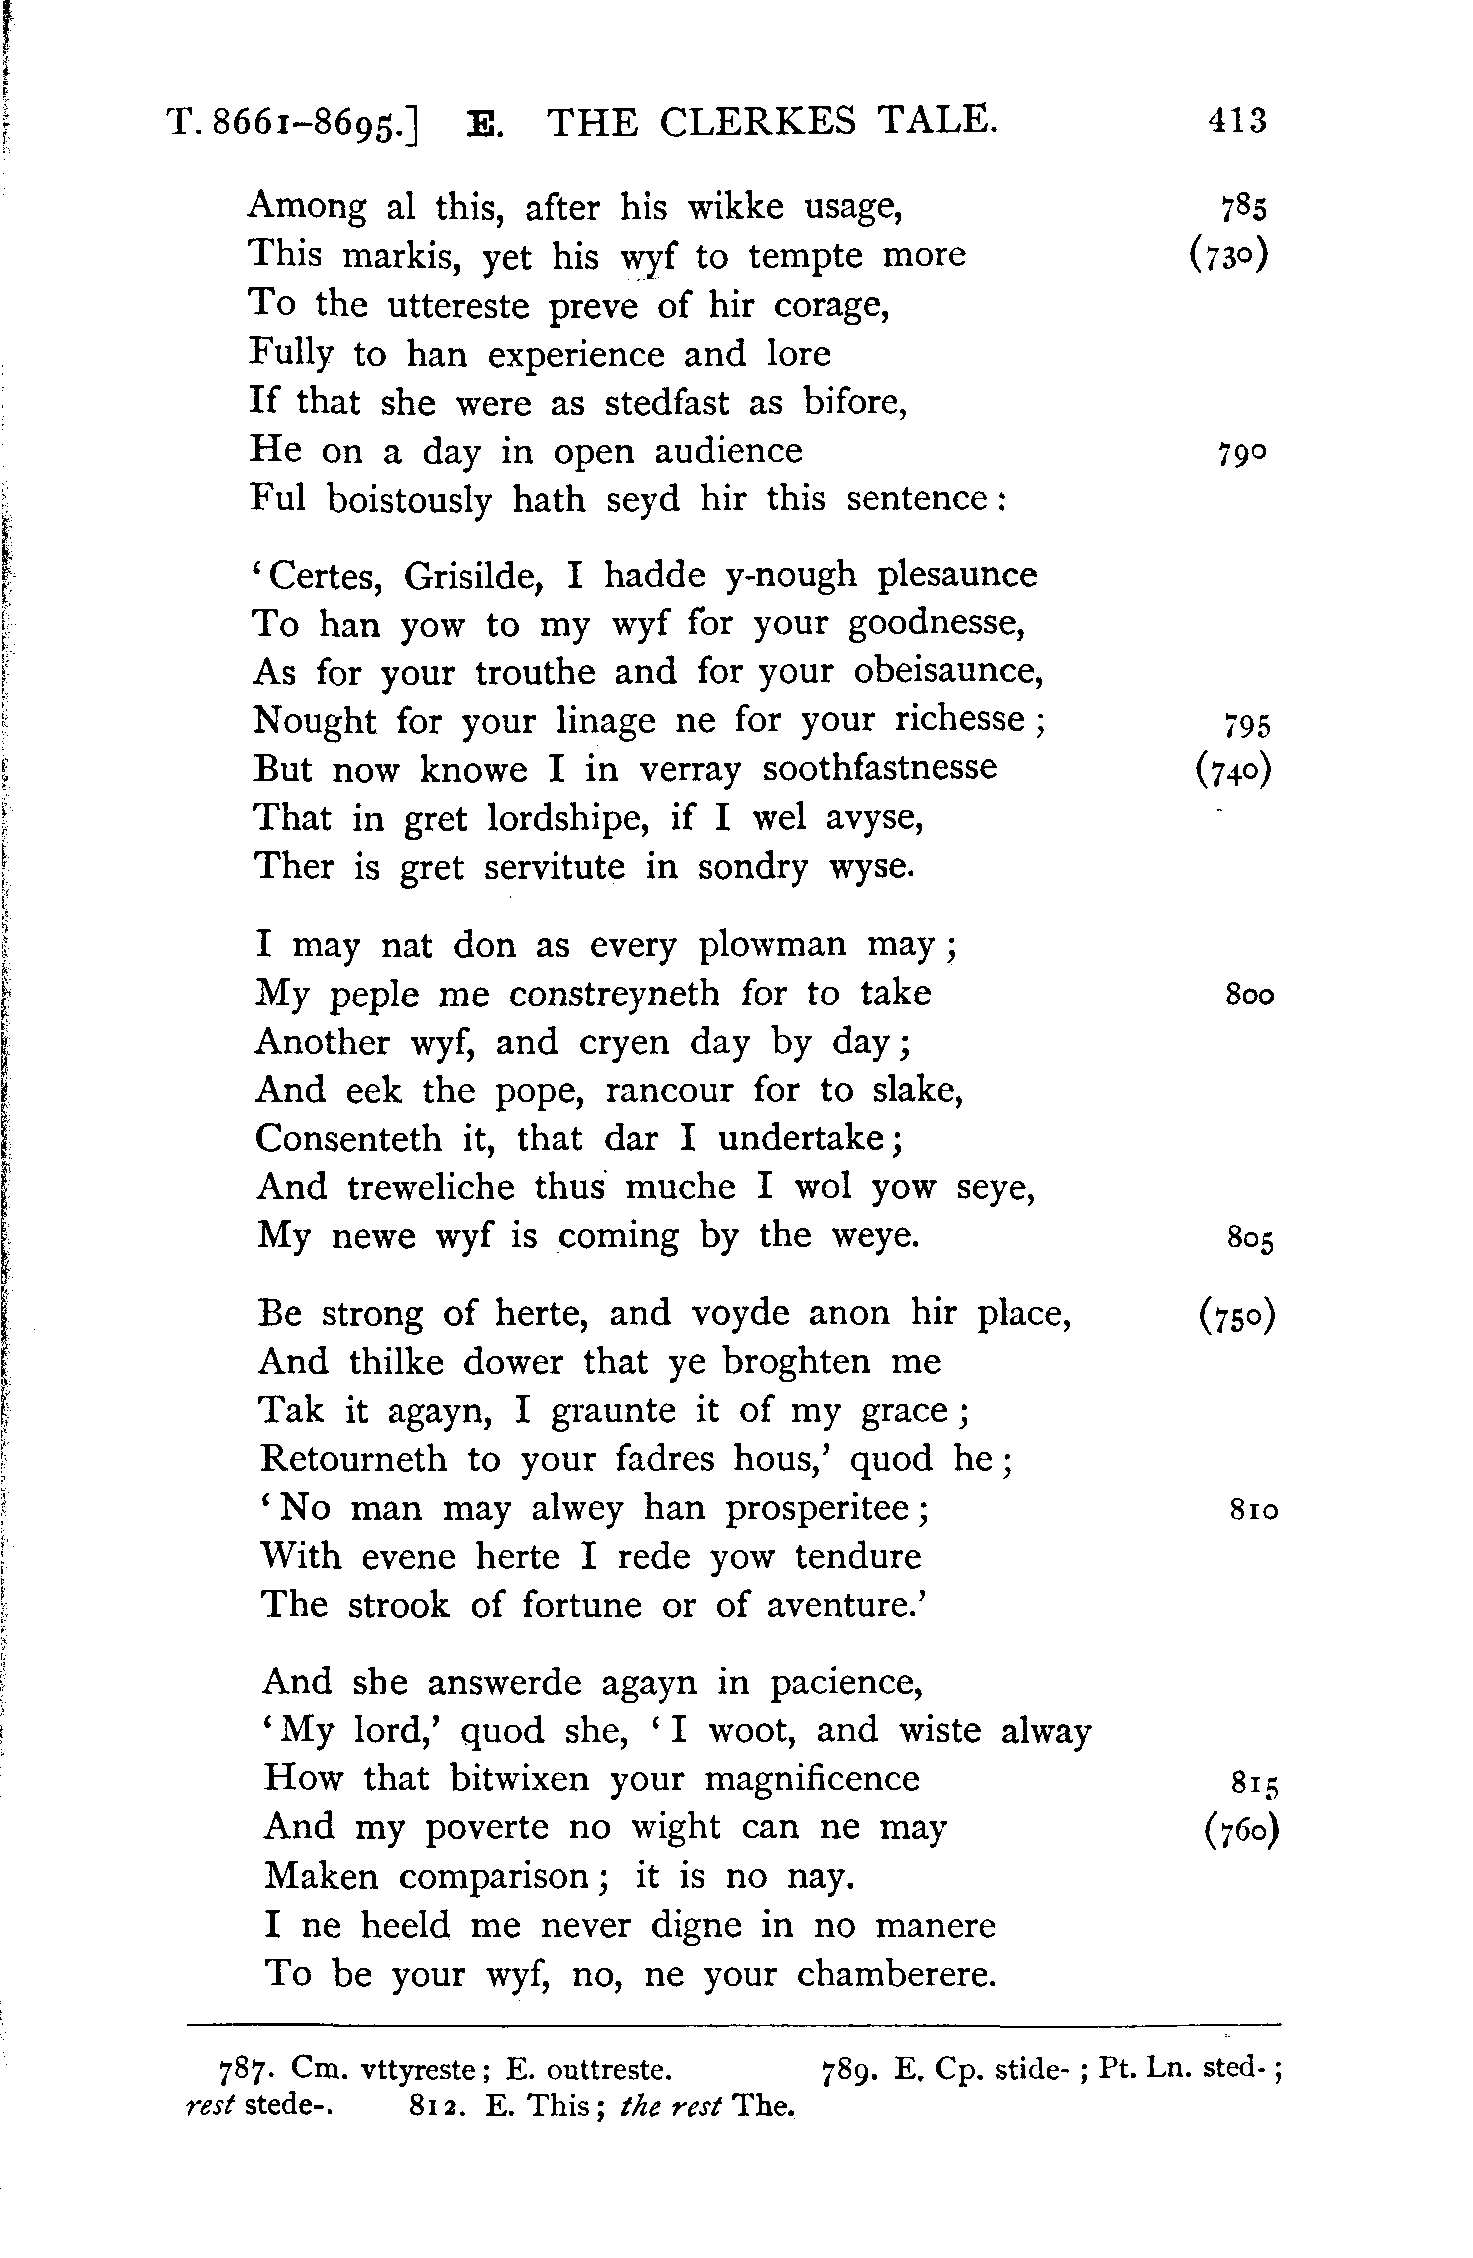 T. 8661–8695.] E. THE CLERKES TALE. 413
Among al this, after his wikke usage, 785
This markis, yet his wyf to tempte more (730)
To the uttereste preve of hir corage,
Fully to han experience and lore
If that she were as stedfast as bifore,
He on a day in open audience 790
Ful boistously hath seyd hir this sentence :
‘Certes, Grisilde, I hadde y-nough plesaunce
To han yow to my wyf for your goodnesse,
As for your trouthe and for your obeisaunce,
Nought for your linage ne for your richesse ; 795
But now knowe I in verray soothfastnesse (740)
That in gret lordshipe, if I wel avyse,
Ther is gret servitute in sondry wyse.
I may nat don as every plowman may ;
My peple me constreyneth for to take 800
Another wyf, and cryen day by day ;
And eek the pope, rancour for to slake,
Consenteth it, that dar I undertake ;
And treweliche thus muche I wol yow seye,
My newe wyf is coming by the weye. 805
Be strong of herte, and voyde anon hir place, (750)
And thilke dower that ye broghten me
Tak it agayn, I graunte it of my grace ;
Retourneth to your fadres hous,’ quod he ;
‘No man may alwey han prosperitee ; 810
With evene herte I rede yow tendure
The strook of fortune or of aventure.’
And she answerde agayn in pacience,
‘My lord,’ quod she, ‘I woot, and wiste alway
How that bitwixen your magnificence 815
And my poverte no wight can ne may (760)
Maken comparison ; it is no nay.
I ne heeld me never digne in no manere
To be your wyf, no, ne your chamberere.
787. Cm. vttyreste ; E. outtreste. 789. E. Cp. stide- ; Pt. Ln. sted- ;
rest stede-. 812. E. This ; the rest The.